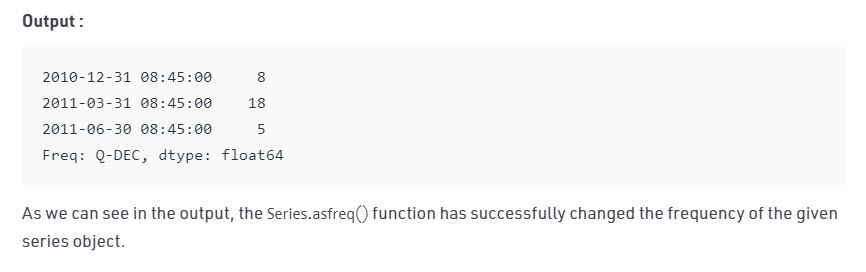 Output :
2010-12-31 08:45:00     8
2011-03-31 08:45:00    18
2011-06-30 08:45:00     5
Freq: Q-DEC, dtype: float64
As we can see in the output, the Series.asfreq() function has successfully changed the frequency of the given
series object.